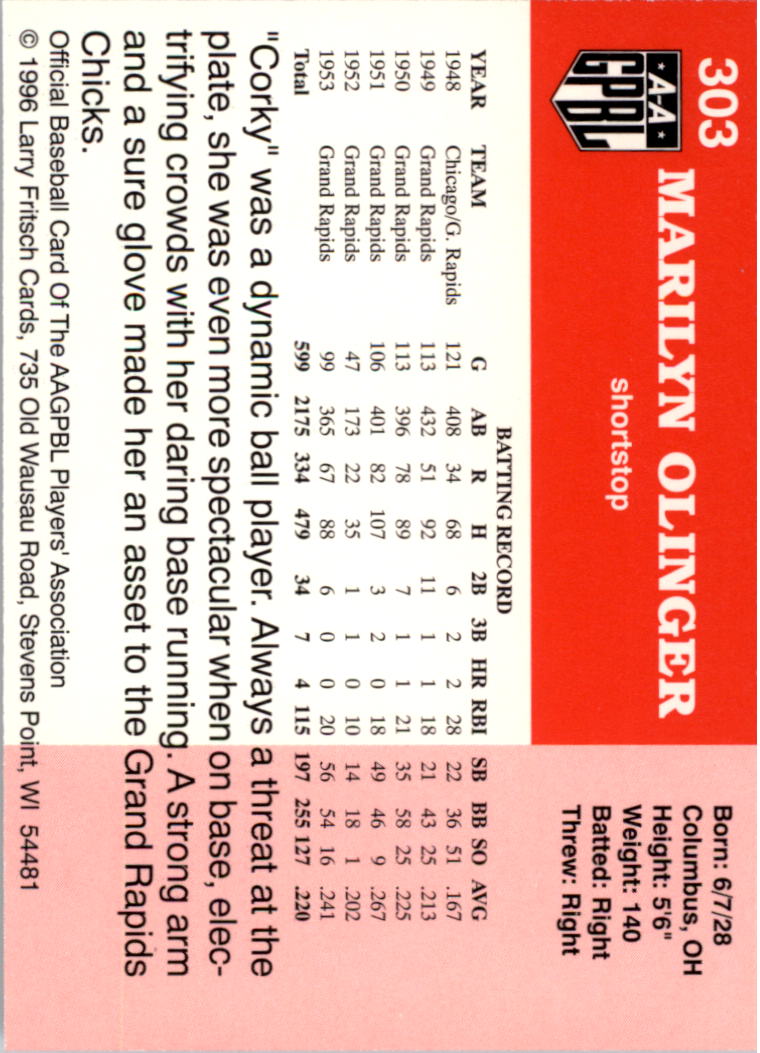 303 MARILYN OLINGER
A-A
GPBL
shortstop
Born: 6/7/28
Columbus, OH
Height: 5'6"
Weight: 140
Batted: Right
Threw: Right
BATTING RECORD
YEAR TEAM G AB R H 2B 3B HR RBI SB BB SO AVG
1948 Chicago/G. Rapids 121 408 34 68 6 2 2 28 22 36 51 .167
1949 Grand Rapids 113 432 51 92 11 1 1 18 21 43 25 .213
1950 Grand Rapids 113 396 78 89 7 1 1 21 35 58 25 .225
1951 Grand Rapids 106 401 82 107 3 2 0 18 49 46 9 .267
1952 Grand Rapids 47 173 22 35 1 1 0 10 14 18 1 .202
1953 Grand Rapids 99 365 67 88 6 0 0 20 56 54 16 .241
Total 599 2175 334 479 34 7 4 115 197 255 127 .220
"Corky" was a dynamic ball player. Always a threat at the
plate, she was even more spectacular when on base, elec-
trifying crowds with her daring base running. A strong arm
and a sure glove made her an asset to the Grand Rapids
Chicks.
Official Baseball Card Of The AAGPBL Players' Association
© 1996 Larry Fritsch Cards, 735 Old Wausau Road, Stevens Point, WI 54481